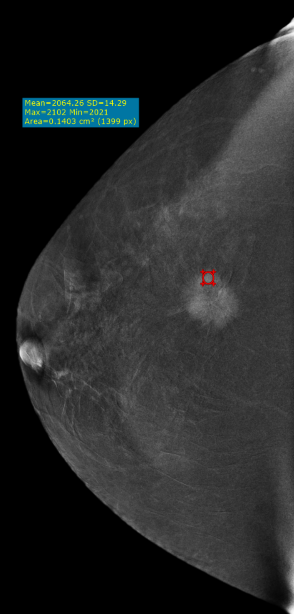 Mean=2064.26 SD=14.29
Max=2102 Min=2021
Area=0.1403 cm² (1399 px)